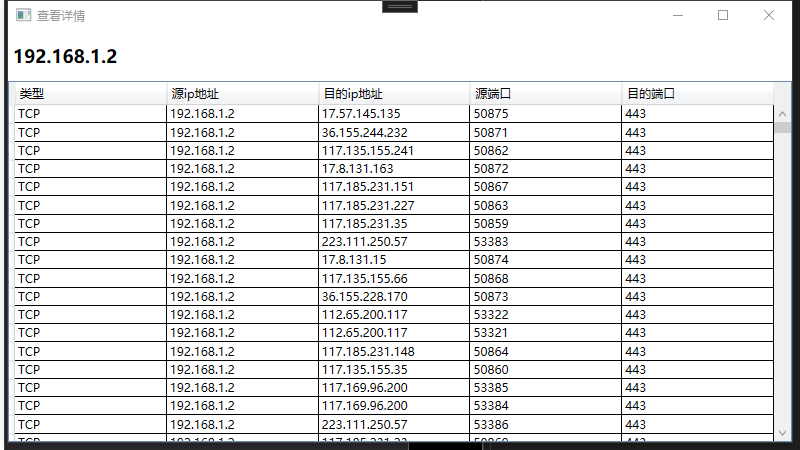 查看详情
192.168.1.2
类型 源ip地址 目的ip地址 源端口 目的端口
TCP 192.168.1.2 17.57.145.135 50875 443
TCP 192.168.1.2 36.155.244.232 50871 443
TCP 192.168.1.2 117.135.155.241 50862 443
TCP 192.168.1.2 17.8.131.163 50872 443
TCP 192.168.1.2 117.185.231.151 50867 443
TCP 192.168.1.2 117.185.231.227 50863 443
TCP 192.168.1.2 117.185.231.35 50859 443
TCP 192.168.1.2 223.111.250.57 53383 443
TCP 192.168.1.2 17.8.131.15 50874 443
TCP 192.168.1.2 117.135.155.66 50868 443
TCP 192.168.1.2 36.155.228.170 50873 443
TCP 192.168.1.2 112.65.200.117 53322 443
TCP 192.168.1.2 112.65.200.117 53321 443
TCP 192.168.1.2 117.185.231.148 50864 443
TCP 192.168.1.2 117.135.155.35 50860 443
TCP 192.168.1.2 117.169.96.200 53385 443
TCP 192.168.1.2 117.169.96.200 53384 443
TCP 192.168.1.2 223.111.250.57 53386 443
TCP 192.168.1.2 443